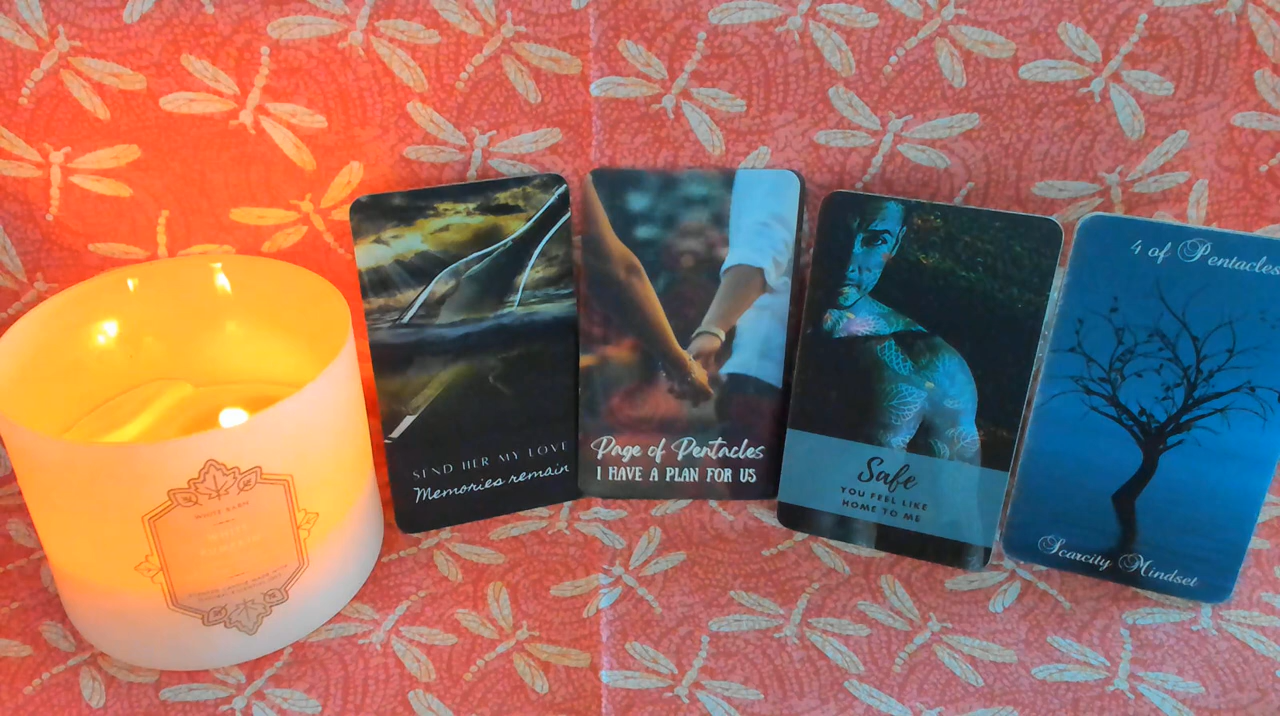 WHITE BARN
SEND HER MY LOVE
Memories remain
Page of Pentacles
I HAVE A PLAN FOR US
Safe
YOU FEEL LIKE
HOME TO ME
4 of Pentacles
Scarcity Mindset